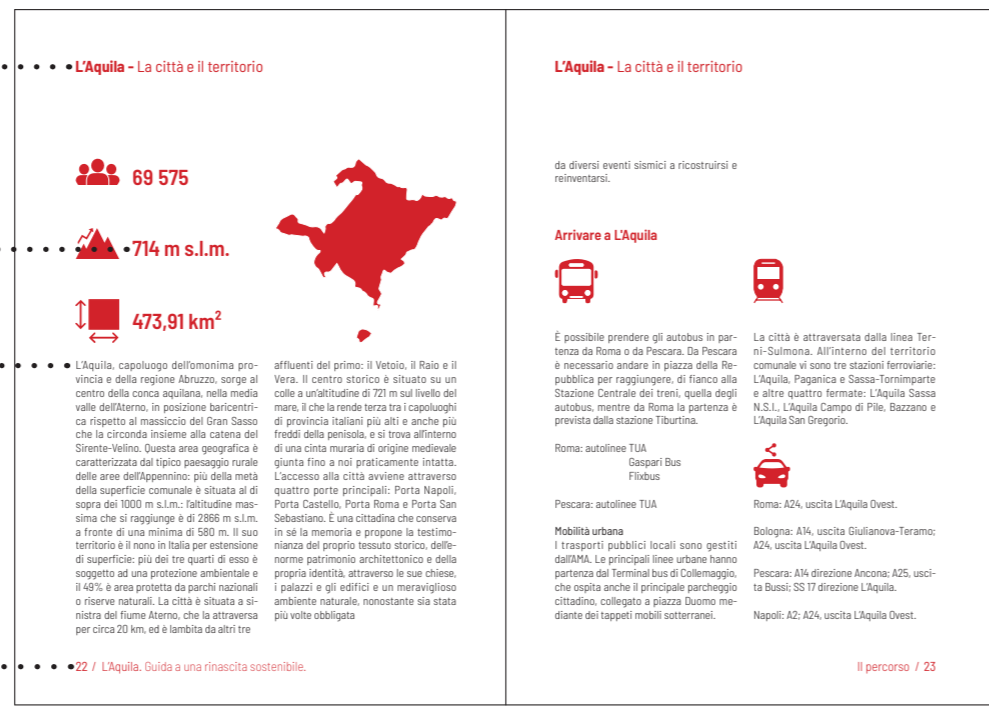 L'Aquila - La città e il territorio
69 575
714 m s.l.m.
473,91 km²
L'Aquila, capoluogo dell'omonima pro-
vincia e della regione Abruzzo, sorge al
centro della conca aquilana, nella media
valle dell'Aterno, in posizione baricentri-
ca rispetto al massiccio del Gran Sasso
che la circonda insieme alla catena del
Sirente-Velino. Questa area geografica è
caratterizzata dal tipico paesaggio rurale
delle aree dell'Appennino: più della metà
della superficie comunale è situata al di
sopra dei 1000 m s.l.m.: l'altitudine mas-
sima che si raggiunge è di 2866 m s.l.m.
a fronte di una minima di 580 m. Il suo
territorio è il nono in Italia per estensione
di superficie: più dei tre quarti di esso è
soggetto ad una protezione ambientale e
il 49% è area protetta da parchi nazionali
o riserve naturali. La città è situata a si-
nistra del fiume Aterno, che la attraversa
per circa 20 km, ed è lambita da altri tre
affluenti del primo: il Vetoio, il Raio e il
Vera. Il centro storico è situato su un
colle a un'altitudine di 721 m sul livello del
mare, il che la rende terza tra i capoluoghi
di provincia italiani più alti e anche più
freddi della penisola, e si trova all'interno
di una cinta muraria di origine medievale
giunta fino a noi praticamente intatta.
L'accesso alla città avviene attraverso
quattro porte principali: Porta Napoli,
Porta Castello, Porta Roma e Porta San
Sebastiano. È una cittadina che conserva
in sé la memoria e propone la testimo-
nianza del proprio tessuto storico, dell'e-
norme patrimonio architettonico e della
propria identità, attraverso le sue chiese,
i palazzi e gli edifici e un meraviglioso
ambiente naturale, nonostante sia stata
più volte obbligata
22 / L'Aquila. Guida a una rinascita sostenibile.
L'Aquila - La città e il territorio
da diversi eventi sismici a ricostruirsi e
reinventarsi.
Arrivare a L'Aquila
È possibile prendere gli autobus in par-
tenza da Roma o da Pescara. Da Pescara
è necessario andare in piazza della Re-
pubblica per raggiungere, di fianco alla
Stazione Centrale dei treni, quella degli
autobus, mentre da Roma la partenza è
prevista dalla stazione Tiburtina.
Roma: autolinee TUA
Gaspari Bus
Flixbus
Pescara: autolinee TUA
Mobilità urbana
I trasporti pubblici locali sono gestiti
dall'AMA. Le principali linee urbane hanno
partenza dal Terminal bus di Collemaggio,
che ospita anche il principale parcheggio
cittadino, collegato a piazza Duomo me-
diante dei tappeti mobili sotterranei.
La città è attraversata dalla linea Ter-
ni-Sulmona. All'interno del territorio
comunale vi sono tre stazioni ferroviarie:
L'Aquila, Paganica e Sassa-Tornimparte
e altre quattro fermate: L'Aquila Sassa
N.S.I., L'Aquila Campo di Pile, Bazzano e
L'Aquila San Gregorio.
Roma: A24, uscita L'Aquila Ovest.
Bologna: A14, uscita Giulianova-Teramo;
A24, uscita L'Aquila Ovest.
Pescara: A14 direzione Ancona; A25, usci-
ta Bussi; SS 17 direzione L'Aquila.
Napoli: A2; A24, uscita L'Aquila Ovest.
Il percorso / 23